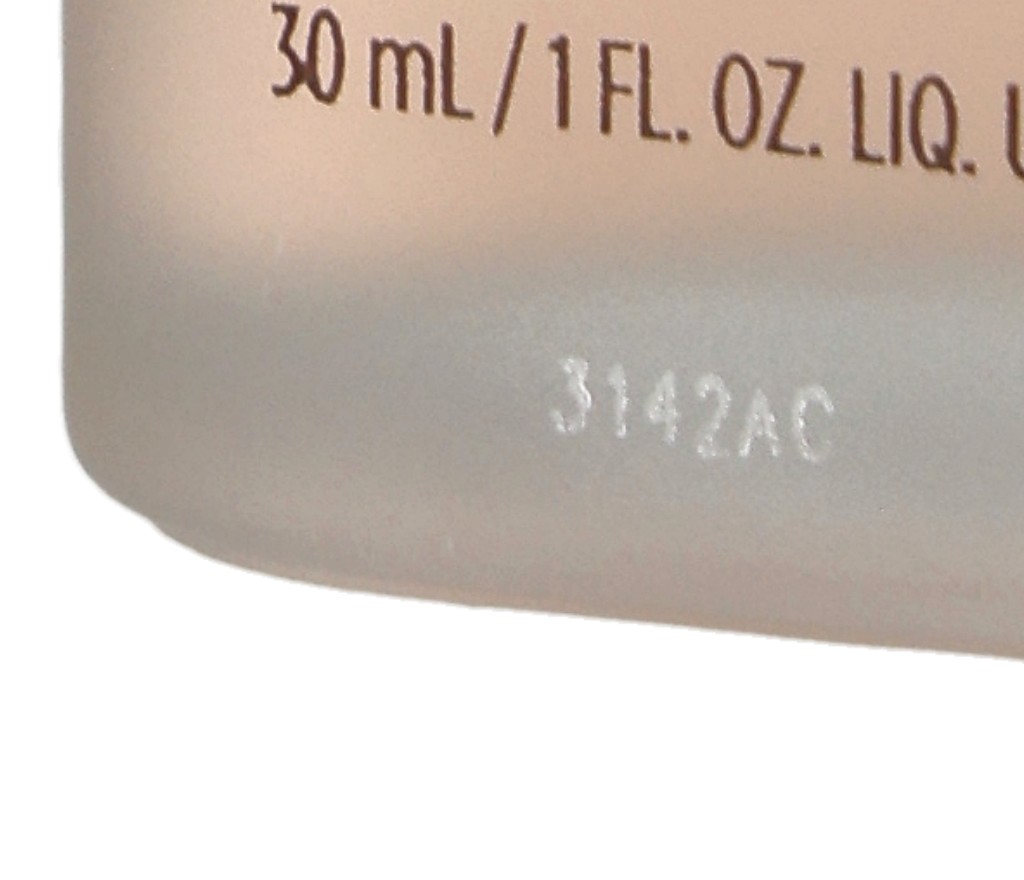 30 mL / 1 FL. OZ. LIQ.
3142AC